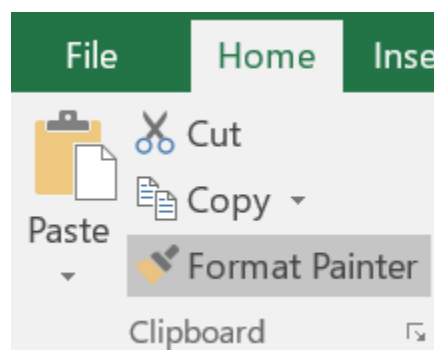 File Home Inse
Cut
Copy
Paste
Format Painter
Clipboard